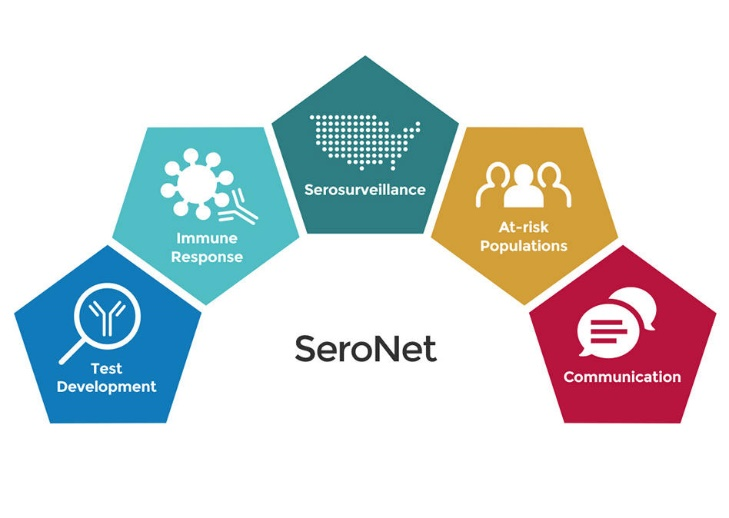 Serosurveillance
Immune
Response
At-risk
Populations
Test
Development
Communication
SeroNet